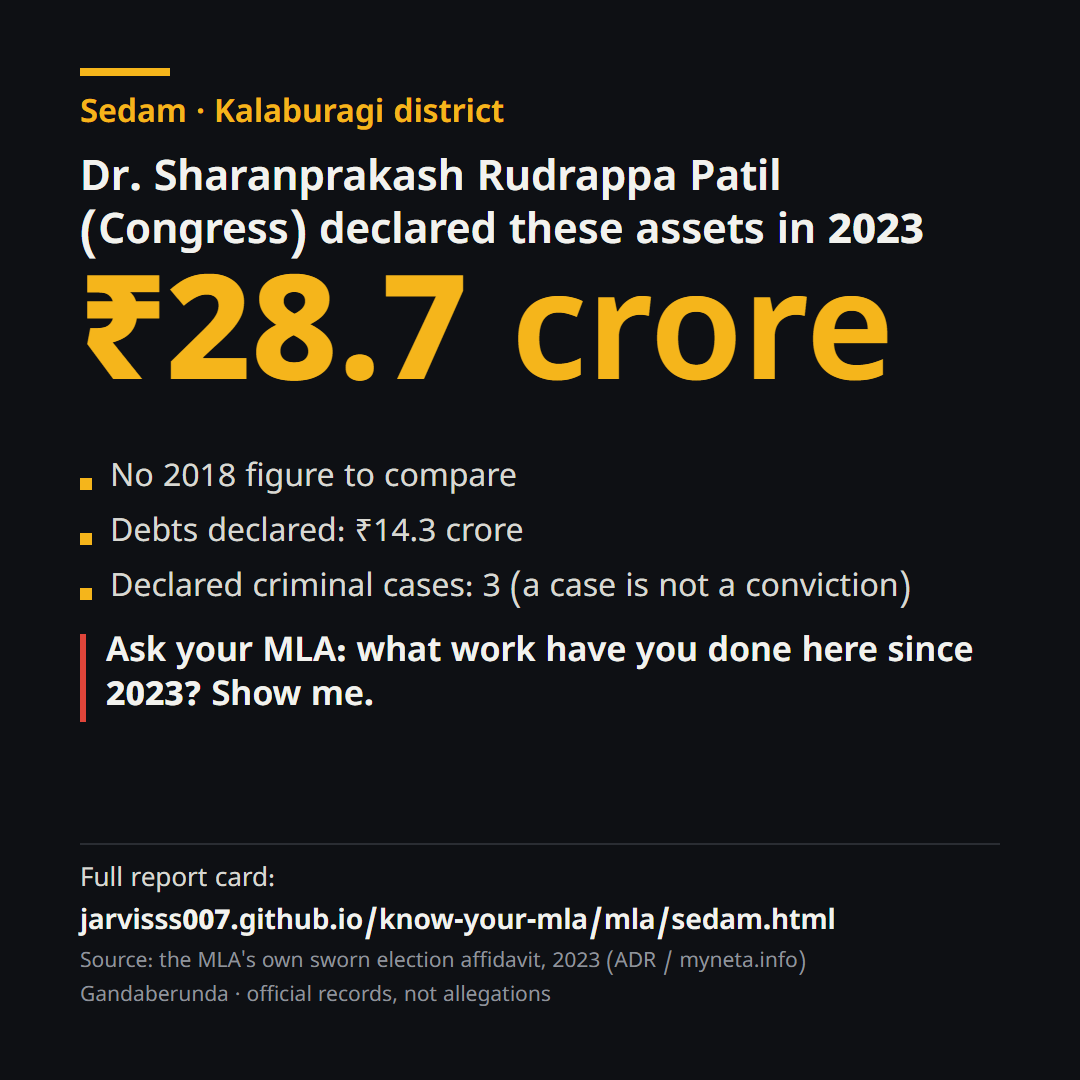 Sedam · Kalaburagi district
Dr. Sharanprakash Rudrappa Patil
(Congress) declared these assets in 2023
₹28.7 crore
No 2018 figure to compare
Debts declared: ₹14.3 crore
Declared criminal cases: 3 (a case is not a conviction)
Ask your MLA: what work have you done here since
2023? Show me.
Full report card:
jarvisss007.github.io/know-your-mla/mla/sedam.html
Source: the MLA's own sworn election affidavit, 2023 (ADR / myneta.info)
Gandaberunda · official records, not allegations